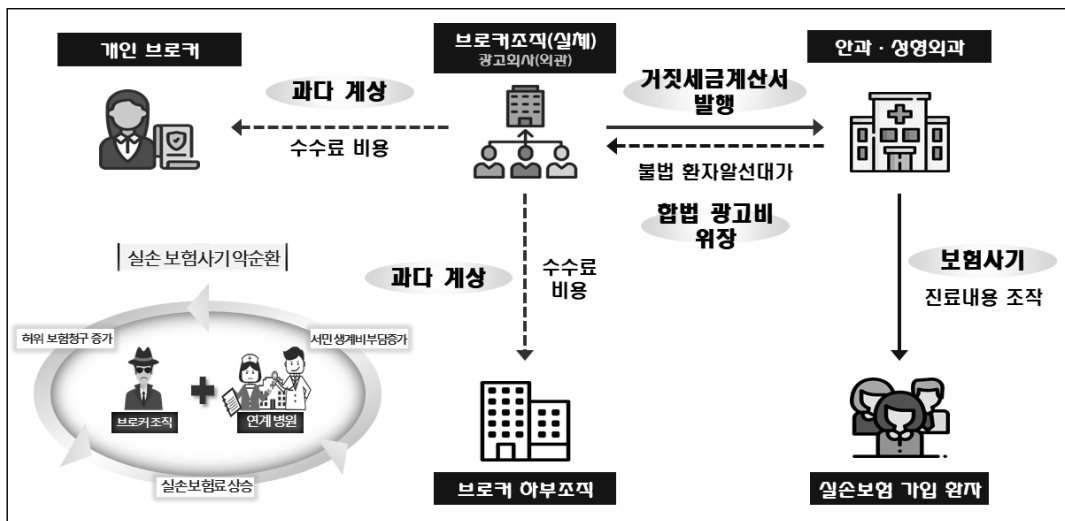 개인 브로커
브로커조직(실체)
광고회사(외관)
안과 · 성형외과
과다 계상
수수료 비용
거짓세금계산서
발행
불법 환자알선대가
합법 광고비
위장
실손 보험사기 악순환
허위 보험청구 증가
서민 생계비 부담증가
브로커 조직
연계 병원
실손보험료 상승
과다 계상
수수료
비용
보험사기
진료내용 조작
브로커 하부조직
실손보험 가입 환자